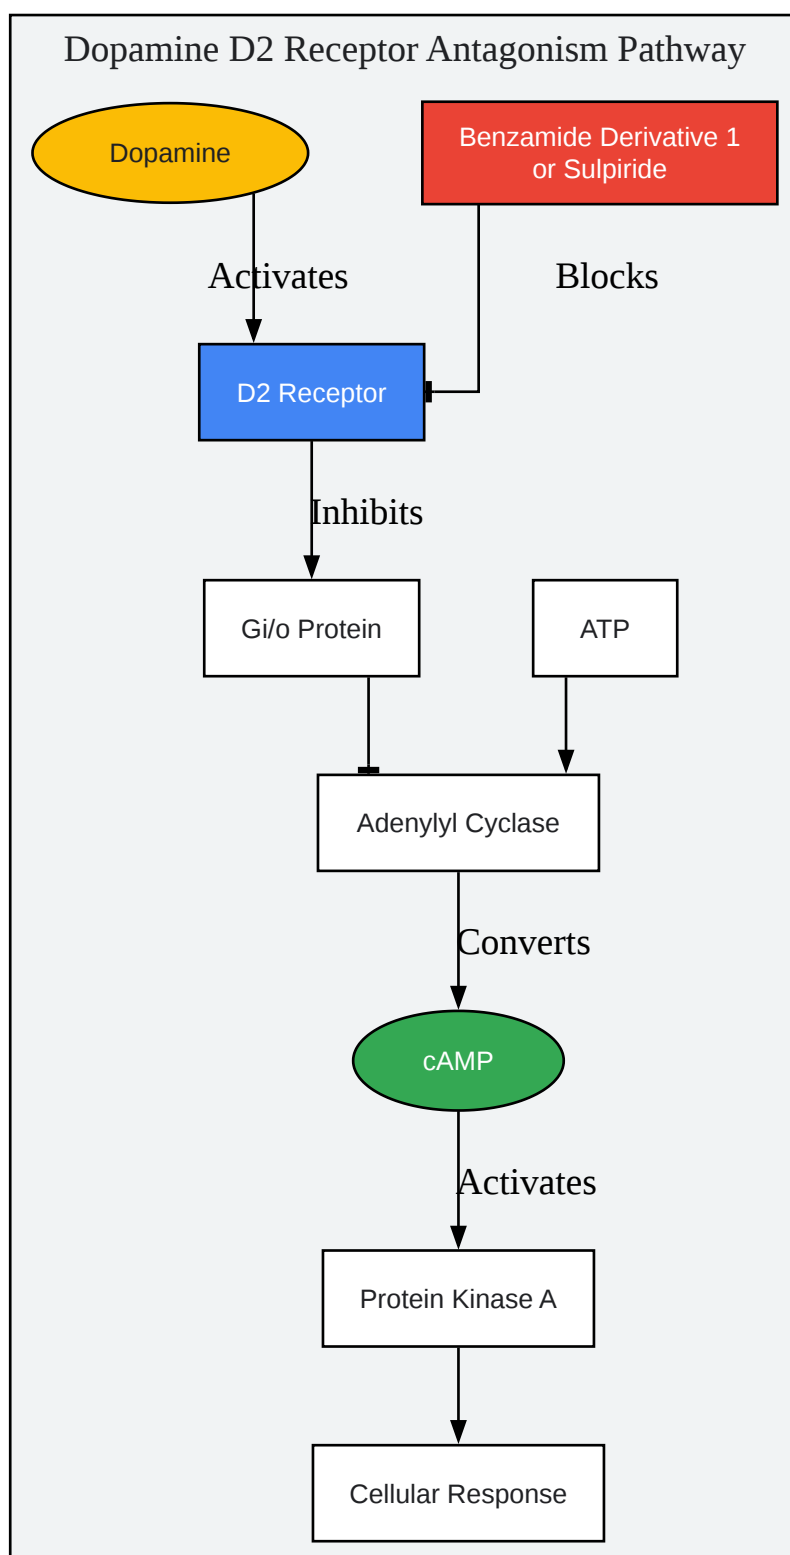 Dopamine D2 Receptor Antagonism Pathway
Dopamine
Benzamide Derivative 1
or Sulpiride
Activates
Blocks
D2 Receptor
Inhibits
Gi/o Protein
ATP
Adenylyl Cyclase
Converts
cAMP
Activates
Protein Kinase A
Cellular Response